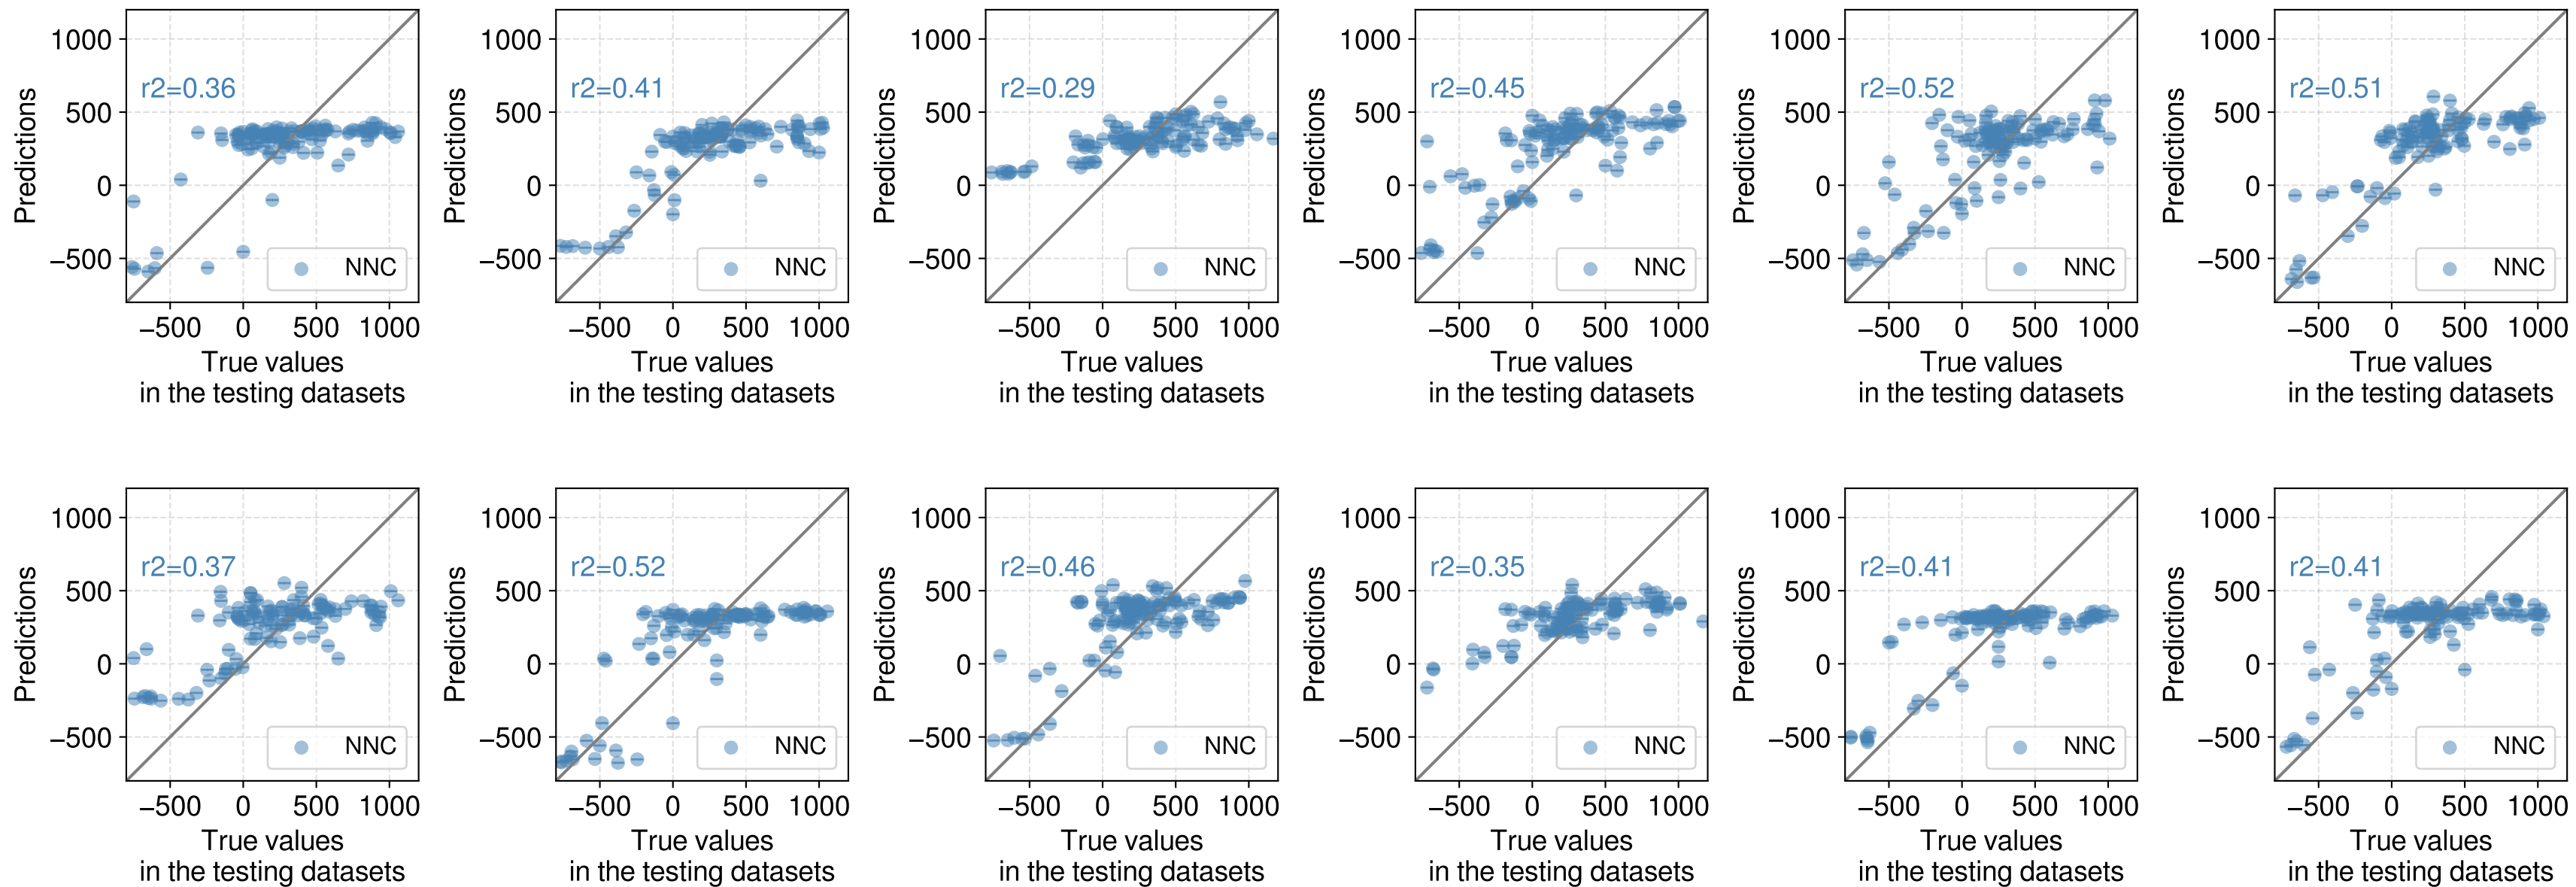 1000
500
0
−500
Predictions
r2=0.36
NNC
−500 0 500 1000
True values
in the testing datasets
1000
500
0
−500
Predictions
r2=0.41
NNC
−500 0 500 1000
True values
in the testing datasets
1000
500
0
−500
Predictions
r2=0.29
NNC
−500 0 500 1000
True values
in the testing datasets
1000
500
0
−500
Predictions
r2=0.45
NNC
−500 0 500 1000
True values
in the testing datasets
1000
500
0
−500
Predictions
r2=0.52
NNC
−500 0 500 1000
True values
in the testing datasets
1000
500
0
−500
Predictions
r2=0.51
NNC
−500 0 500 1000
True values
in the testing datasets
1000
500
0
−500
Predictions
r2=0.37
NNC
−500 0 500 1000
True values
in the testing datasets
1000
500
0
−500
Predictions
r2=0.52
NNC
−500 0 500 1000
True values
in the testing datasets
1000
500
0
−500
Predictions
r2=0.46
NNC
−500 0 500 1000
True values
in the testing datasets
1000
500
0
−500
Predictions
r2=0.35
NNC
−500 0 500 1000
True values
in the testing datasets
1000
500
0
−500
Predictions
r2=0.41
NNC
−500 0 500 1000
True values
in the testing datasets
1000
500
0
−500
Predictions
r2=0.41
NNC
−500 0 500 1000
True values
in the testing datasets